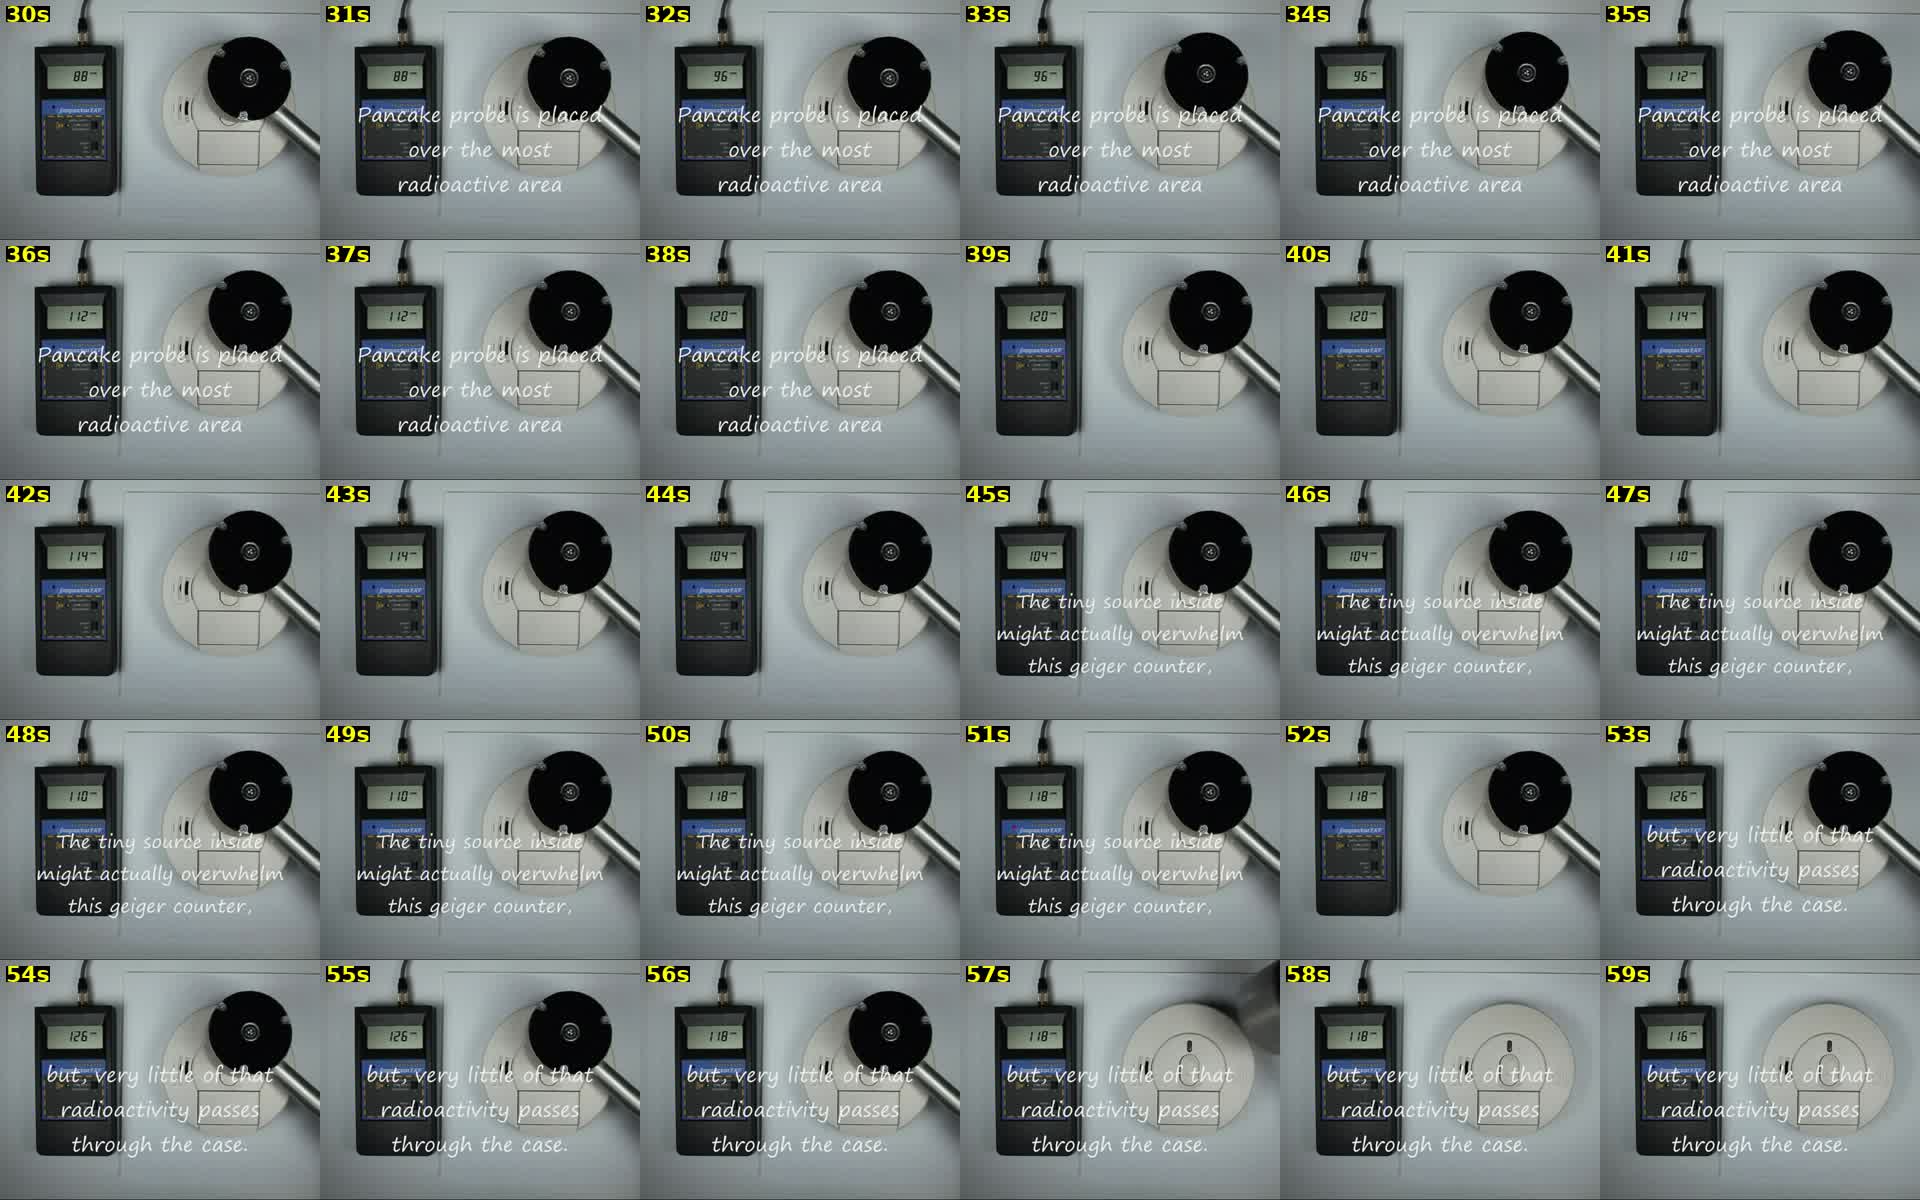 30s
88
31s
88
Pancake probe is placed
over the most
radioactive area
32s
96
Pancake probe is placed
over the most
radioactive area
33s
96
Pancake probe is placed
over the most
radioactive area
34s
96
Pancake probe is placed
over the most
radioactive area
35s
112
Pancake probe is placed
over the most
radioactive area
36s
112
Pancake probe is placed
over the most
radioactive area
37s
112
Pancake probe is placed
over the most
radioactive area
38s
120
Pancake probe is placed
over the most
radioactive area
39s
120
40s
120
41s
114
42s
114
43s
114
44s
104
45s
104
The tiny source inside
might actually overwhelm
this geiger counter,
46s
104
The tiny source inside
might actually overwhelm
this geiger counter,
47s
110
The tiny source inside
might actually overwhelm
this geiger counter,
48s
110
The tiny source inside
might actually overwhelm
this geiger counter,
49s
110
The tiny source inside
might actually overwhelm
this geiger counter,
50s
118
The tiny source inside
might actually overwhelm
this geiger counter,
51s
118
The tiny source inside
might actually overwhelm
this geiger counter,
52s
118
53s
126
but, very little of that
radioactivity passes
through the case.
54s
126
but, very little of that
radioactivity passes
through the case.
55s
126
but, very little of that
radioactivity passes
through the case.
56s
118
but, very little of that
radioactivity passes
through the case.
57s
118
but, very little of that
radioactivity passes
through the case.
58s
118
but, very little of that
radioactivity passes
through the case.
59s
116
but, very little of that
radioactivity passes
through the case.